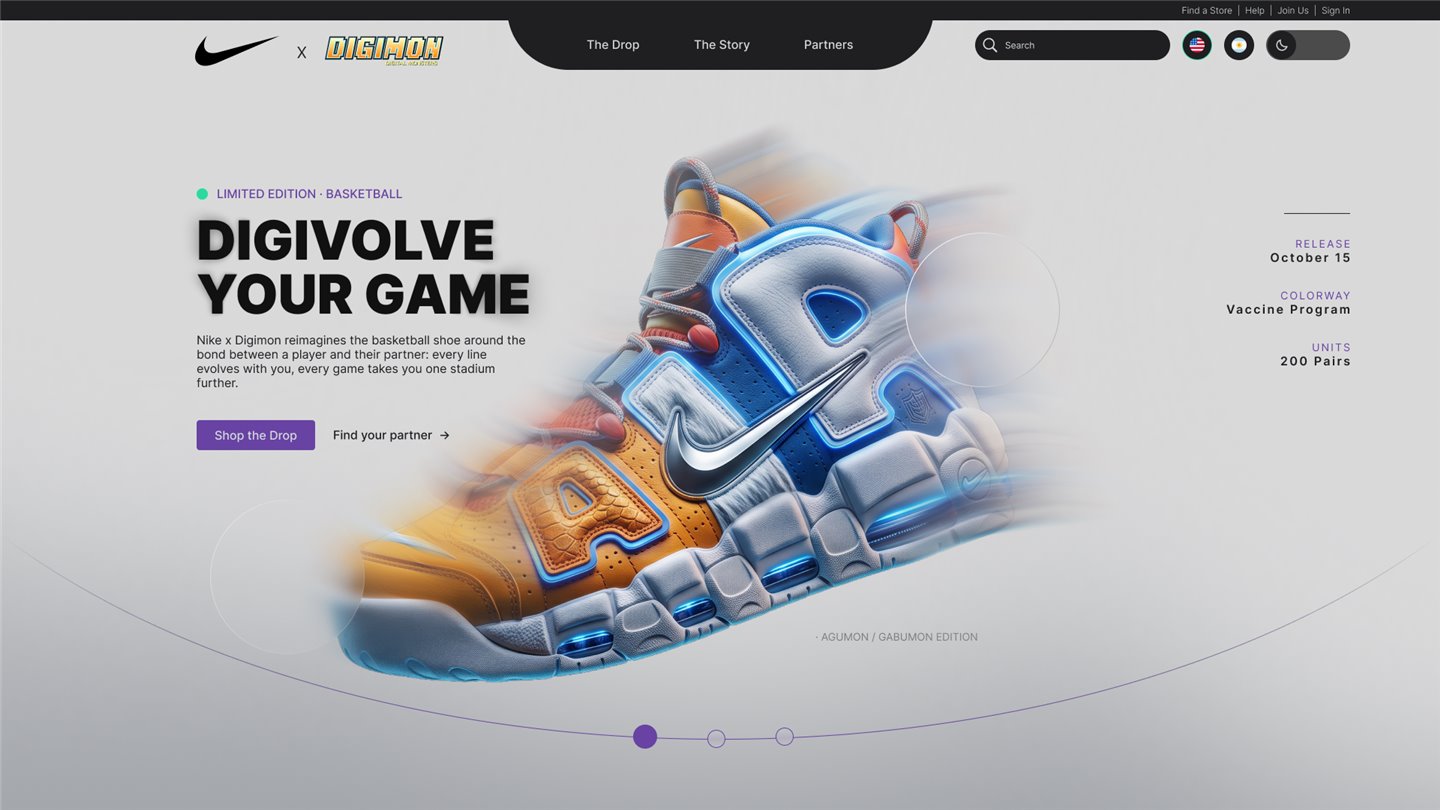 Find a Store | Help | Join Us | Sign In
X
DIGIMON
DIGITAL MONSTERS
The Drop
The Story
Partners
Search
LIMITED EDITION · BASKETBALL
DIGIVOLVE
YOUR GAME
Nike x Digimon reimagines the basketball shoe around the
bond between a player and their partner: every line
evolves with you, every game takes you one stadium
further.
Shop the Drop
Find your partner →
RELEASE
October 15
COLORWAY
Vaccine Program
UNITS
200 Pairs
· AGUMON / GABUMON EDITION